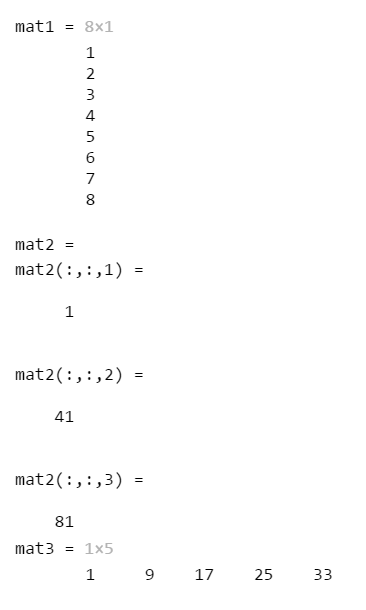 mat1 = 8×1
1
2
3
4
5
6
7
8
mat2 =
mat2(:,:,1) =
1
mat2(:,:,2) =
41
mat2(:,:,3) =
81
mat3 = 1×5
1 9 17 25 33